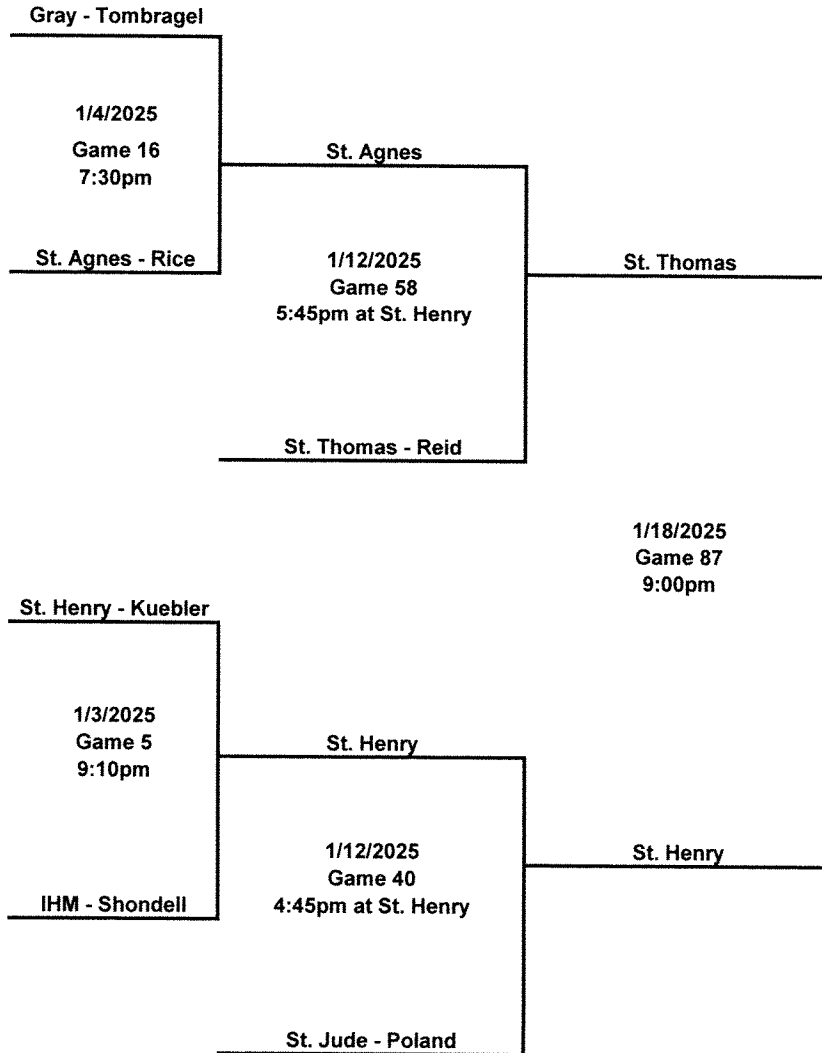 Gray - Tombragel
1/4/2025
Game 16
7:30pm
St. Agnes
St. Agnes - Rice
1/12/2025
Game 58
5:45pm at St. Henry
St. Thomas
St. Thomas - Reid
1/18/2025
Game 87
9:00pm
St. Henry - Kuebler
1/3/2025
Game 5
9:10pm
St. Henry
IHM - Shondell
1/12/2025
Game 40
4:45pm at St. Henry
St. Henry
St. Jude - Poland